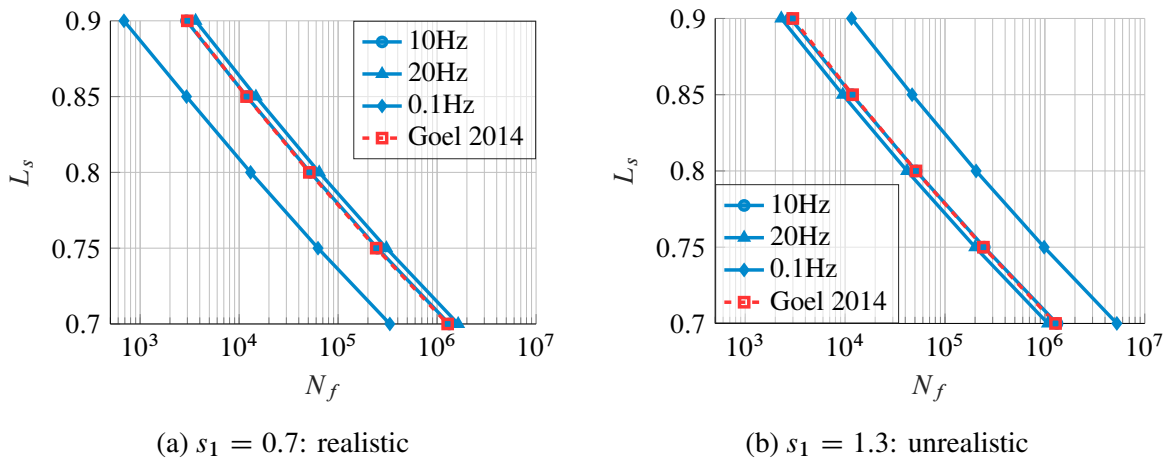 0.9
0.85
0.8
0.75
0.7
L_s
10Hz
20Hz
0.1Hz
Goel 2014
10^3 10^4 10^5 10^6 10^7
N_f
(a) s_1 = 0.7: realistic
0.9
0.85
0.8
0.75
0.7
L_s
10Hz
20Hz
0.1Hz
Goel 2014
10^3 10^4 10^5 10^6 10^7
N_f
(b) s_1 = 1.3: unrealistic